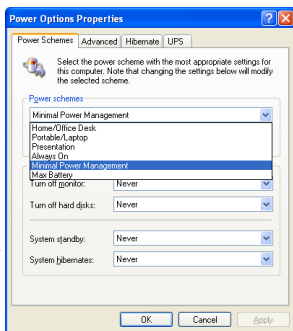 Power Options Properties
Power Schemes Advanced Hibernate UPS
Select the power scheme with the most appropriate settings for
this computer. Note that changing the settings below will modify
the selected scheme.
Power schemes
Minimal Power Management
Home/Office Desk
Portable/Laptop
Presentation
Always On
Minimal Power Management
Max Battery
Turn off monitor: Never
Turn off hard disks: Never
System standby: Never
System hibernates: Never
OK Cancel Apply